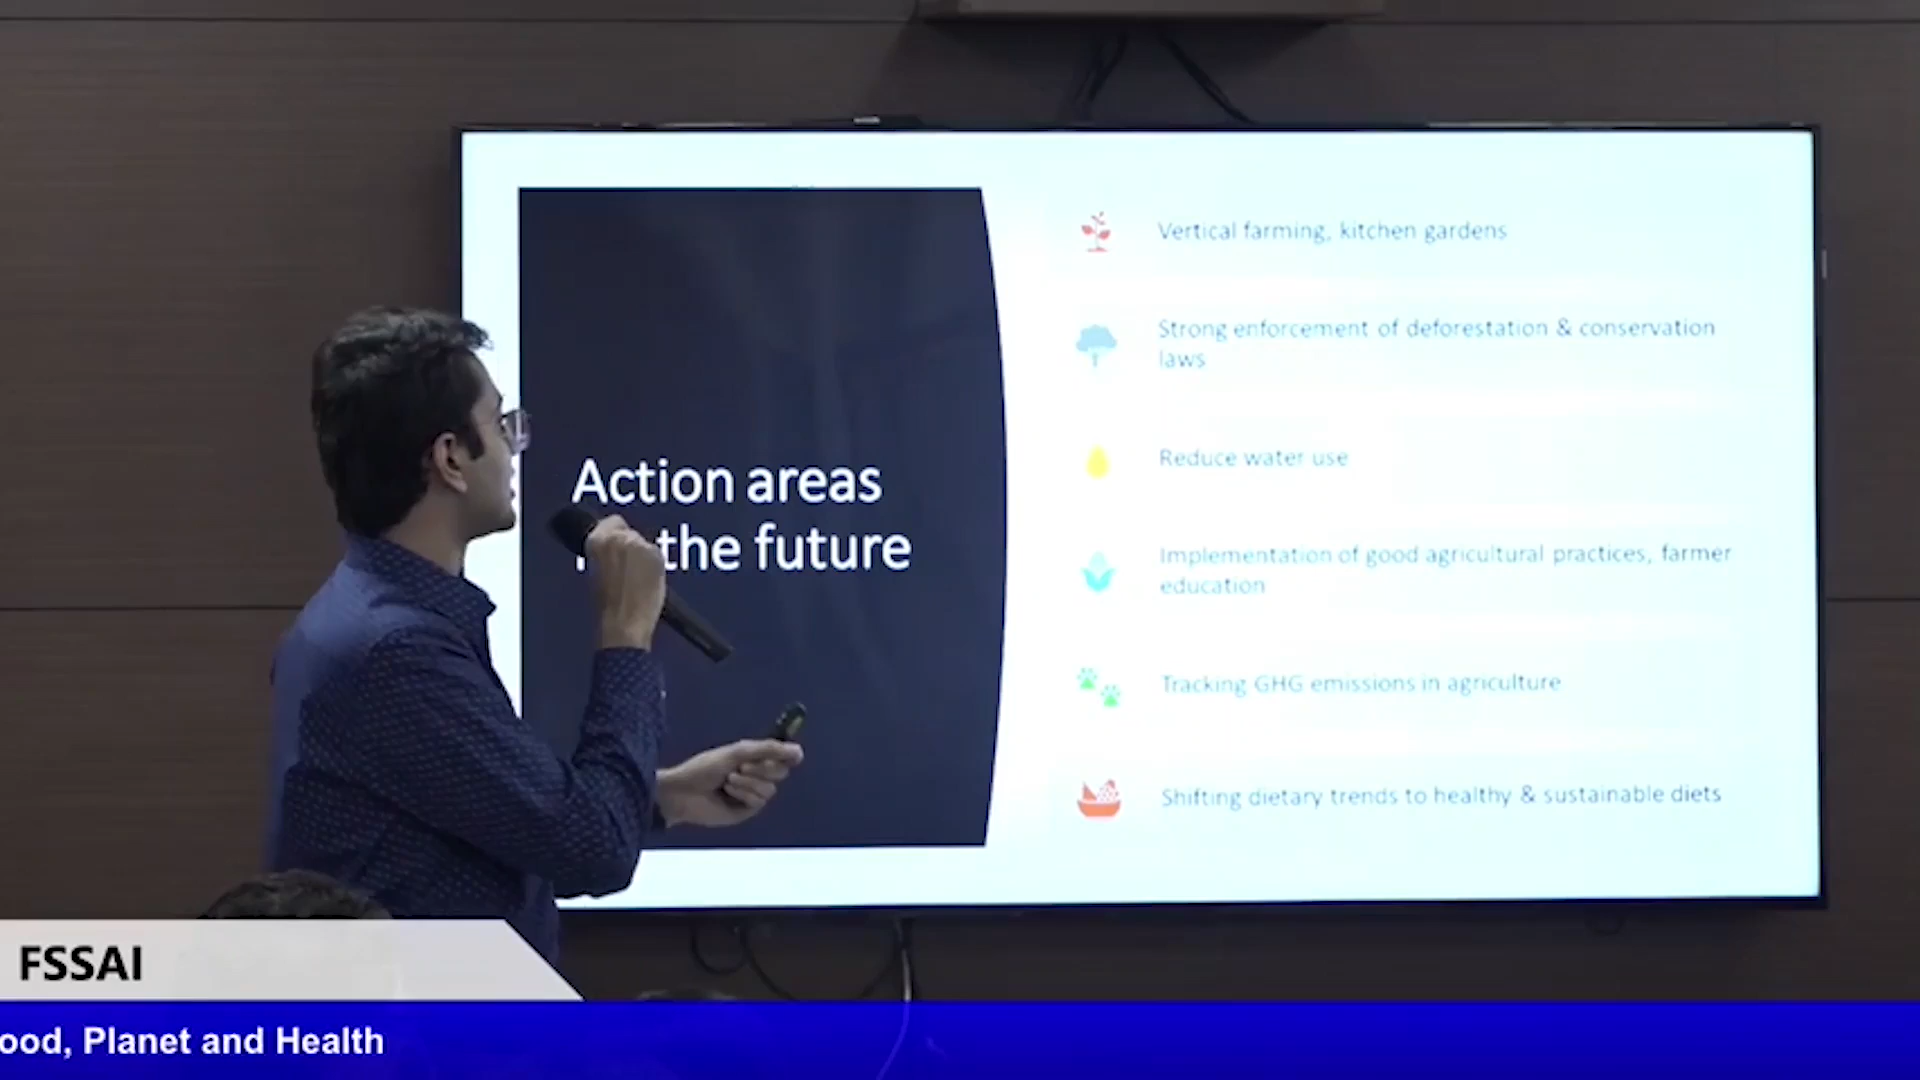 Action areas
the future
Vertical farming, kitchen gardens
Strong enforcement of deforestation & conservation
laws
Reduce water use
Implementation of good agricultural practices, farmer
education
Tracking GHG emissions in agriculture
Shifting dietary trends to healthy & sustainable diets
FSSAI
ood, Planet and Health